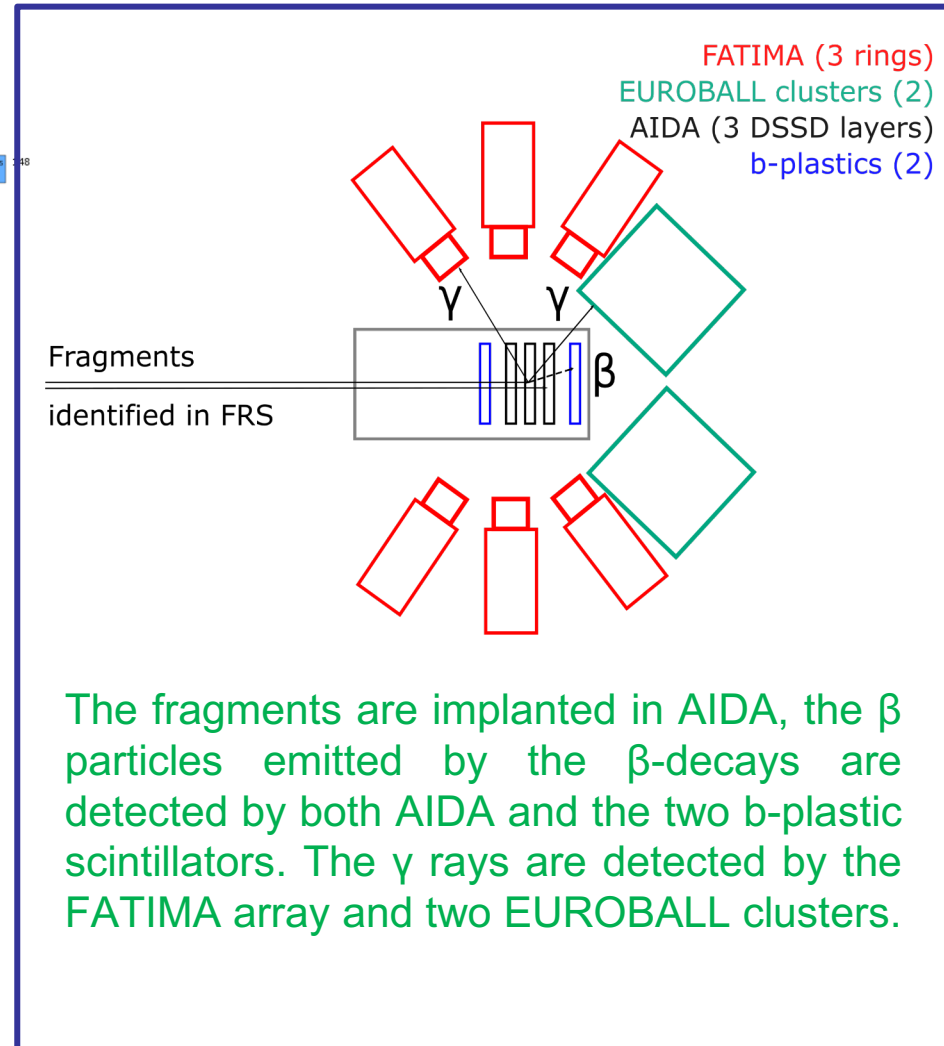 FATIMA (3 rings)
EUROBALL clusters (2)
AIDA (3 DSSD layers)
b-plastics (2)
γ γ
Fragments
β
identified in FRS
The fragments are implanted in AIDA, the β
particles emitted by the β-decays are
detected by both AIDA and the two b-plastic
scintillators. The γ rays are detected by the
FATIMA array and two EUROBALL clusters.